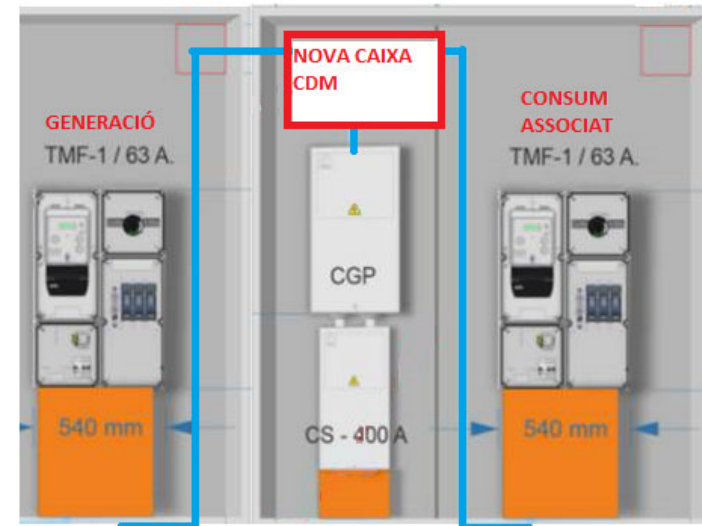 NOVA CAIXA
CDM
GENERACIÓ
TMF-1 / 63 A.
CONSUM
ASSOCIAT
TMF-1 / 63 A.
CGP
CS - 400 A
540 mm
540 mm